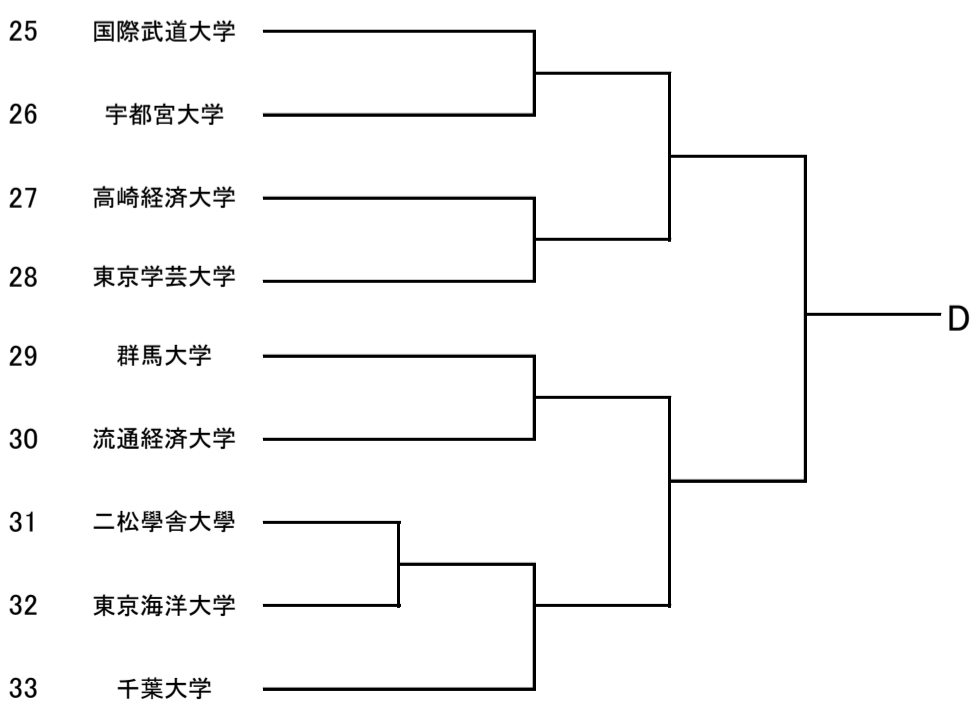 25 国際武道大学
26 宇都宮大学
27 高崎経済大学
28 東京学芸大学
D
29 群馬大学
30 流通経済大学
31 二松學舎大學
32 東京海洋大学
33 千葉大学